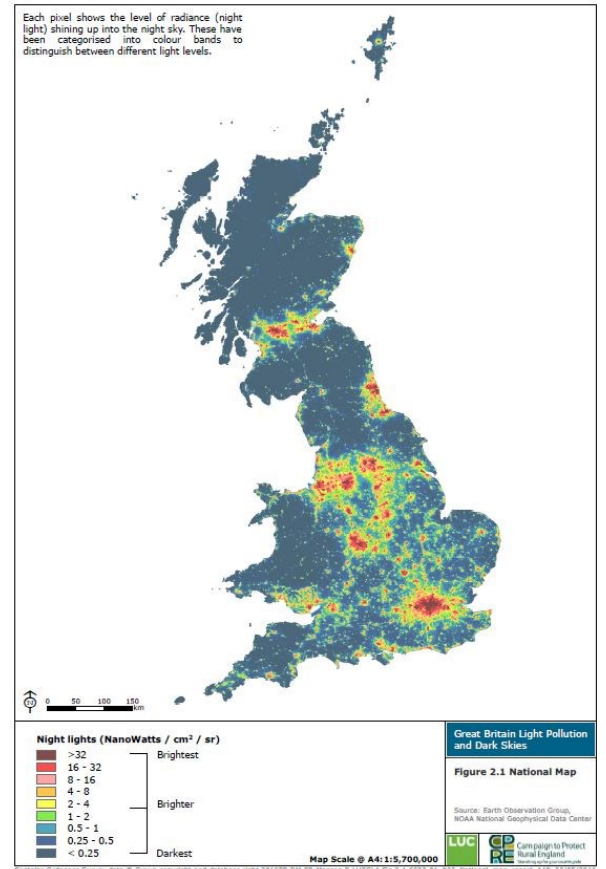 Each pixel shows the level of radiance (night
light) shining up into the night sky. These have
been categorised into colour bands to
distinguish between different light levels.
N
0 50 100 150
km
Night lights (NanoWatts / cm² / sr)
>32
16 - 32
8 - 16
4 - 8
2 - 4
1 - 2
0.5 - 1
0.25 - 0.5
< 0.25
Brightest
Brighter
Darkest
Map Scale @ A4:1:5,700,000
Great Britain Light Pollution
and Dark Skies
Figure 2.1 National Map
Source: Earth Observation Group,
NOAA National Geophysical Data Center
LUC
CPRE
Campaign to Protect
Rural England